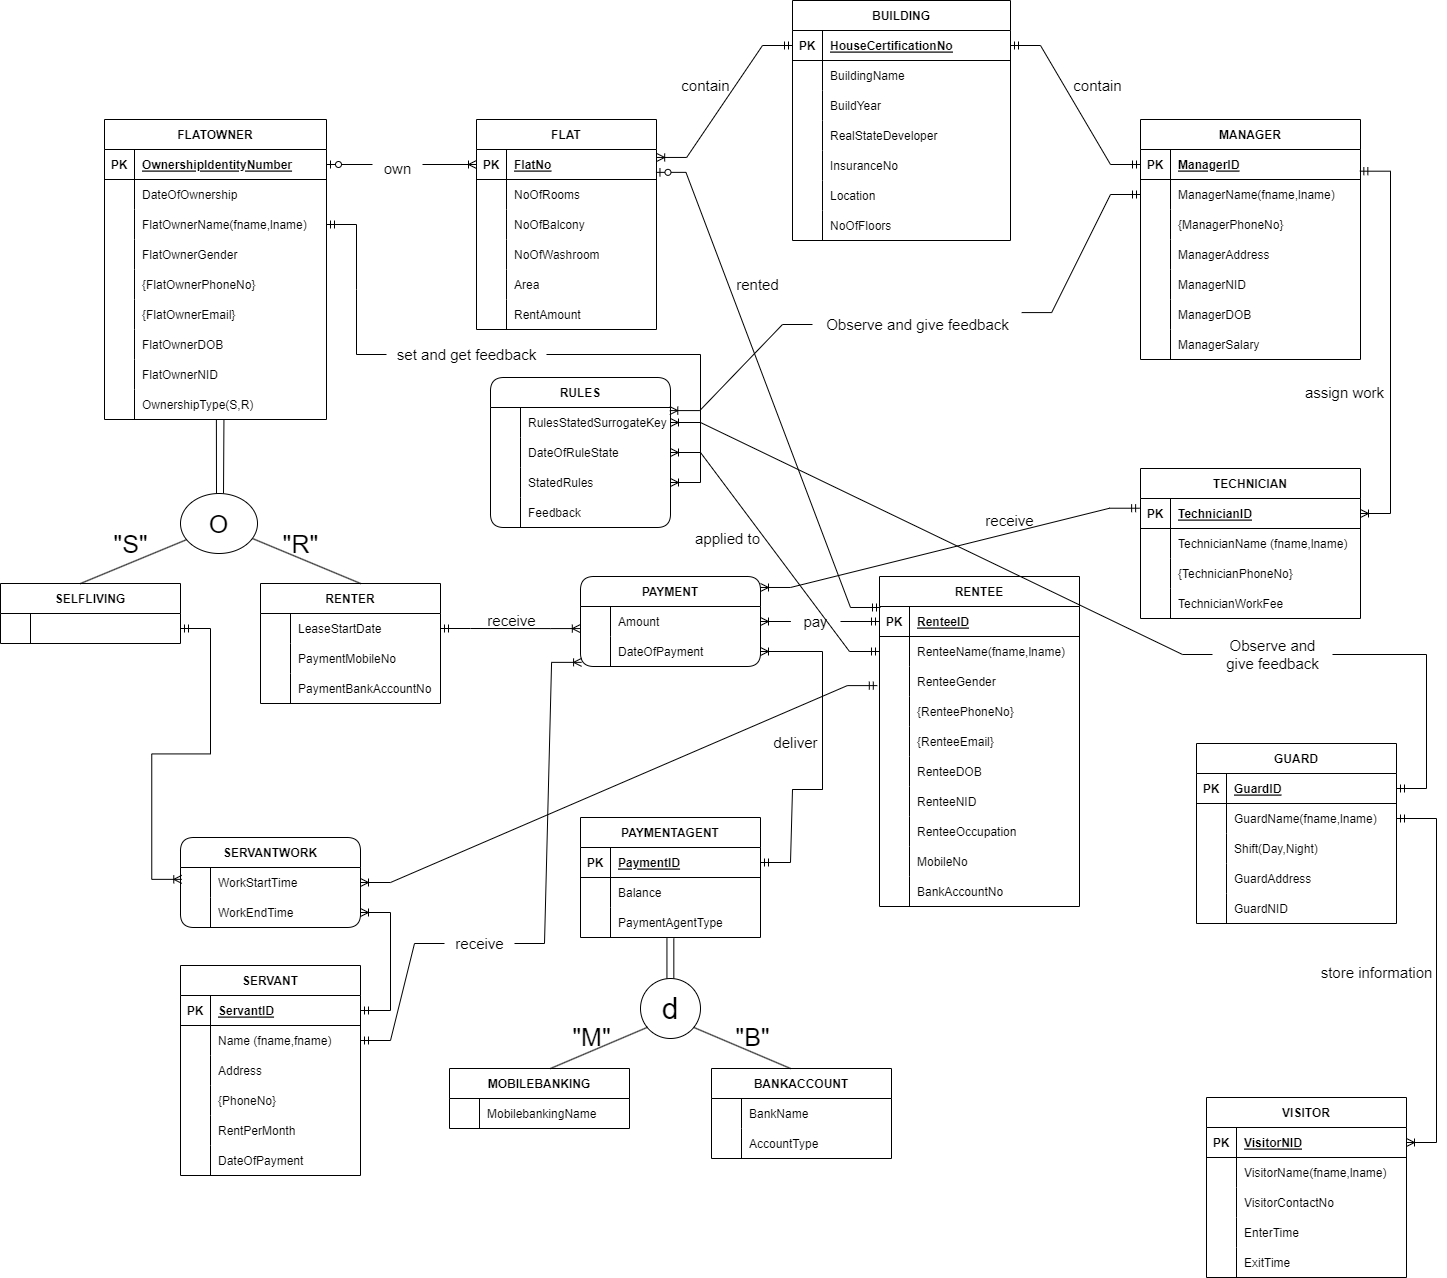 BUILDING
PK HouseCertificationNo
BuildingName
BuildYear
RealStateDeveloper
InsuranceNo
Location
NoOfFloors
contain
contain
FLATOWNER
PK OwnershipIdentityNumber
DateOfOwnership
FlatOwnerName(fname,lname)
FlatOwnerGender
{FlatOwnerPhoneNo}
{FlatOwnerEmail}
FlatOwnerDOB
FlatOwnerNID
OwnershipType(S,R)
own
FLAT
PK FlatNo
NoOfRooms
NoOfBalcony
NoOfWashroom
Area
RentAmount
MANAGER
PK ManagerID
ManagerName(fname,lname)
{ManagerPhoneNo}
ManagerAddress
ManagerNID
ManagerDOB
ManagerSalary
rented
Observe and give feedback
set and get feedback
assign work
RULES
RulesStatedSurrogateKey
DateOfRuleState
StatedRules
Feedback
O
"S"
"R"
applied to
receive
TECHNICIAN
PK TechnicianID
TechnicianName (fname,lname)
{TechnicianPhoneNo}
TechnicianWorkFee
SELFLIVING
RENTER
LeaseStartDate
PaymentMobileNo
PaymentBankAccountNo
receive
PAYMENT
Amount
DateOfPayment
pay
RENTEE
PK RenteeID
RenteeName(fname,lname)
RenteeGender
{RenteePhoneNo}
{RenteeEmail}
RenteeDOB
RenteeNID
RenteeOccupation
MobileNo
BankAccountNo
Observe and
give feedback
deliver
GUARD
PK GuardID
GuardName(fname,lname)
Shift(Day,Night)
GuardAddress
GuardNID
SERVANTWORK
WorkStartTime
WorkEndTime
PAYMENTAGENT
PK PaymentID
Balance
PaymentAgentType
receive
store information
SERVANT
PK ServantID
Name (fname,fname)
Address
{PhoneNo}
RentPerMonth
DateOfPayment
d
"M"
"B"
MOBILEBANKING
MobilebankingName
BANKACCOUNT
BankName
AccountType
VISITOR
PK VisitorNID
VisitorName(fname,lname)
VisitorContactNo
EnterTime
ExitTime